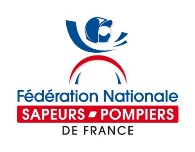 Fédération Nationale
SAPEURS-POMPIERS
DE FRANCE